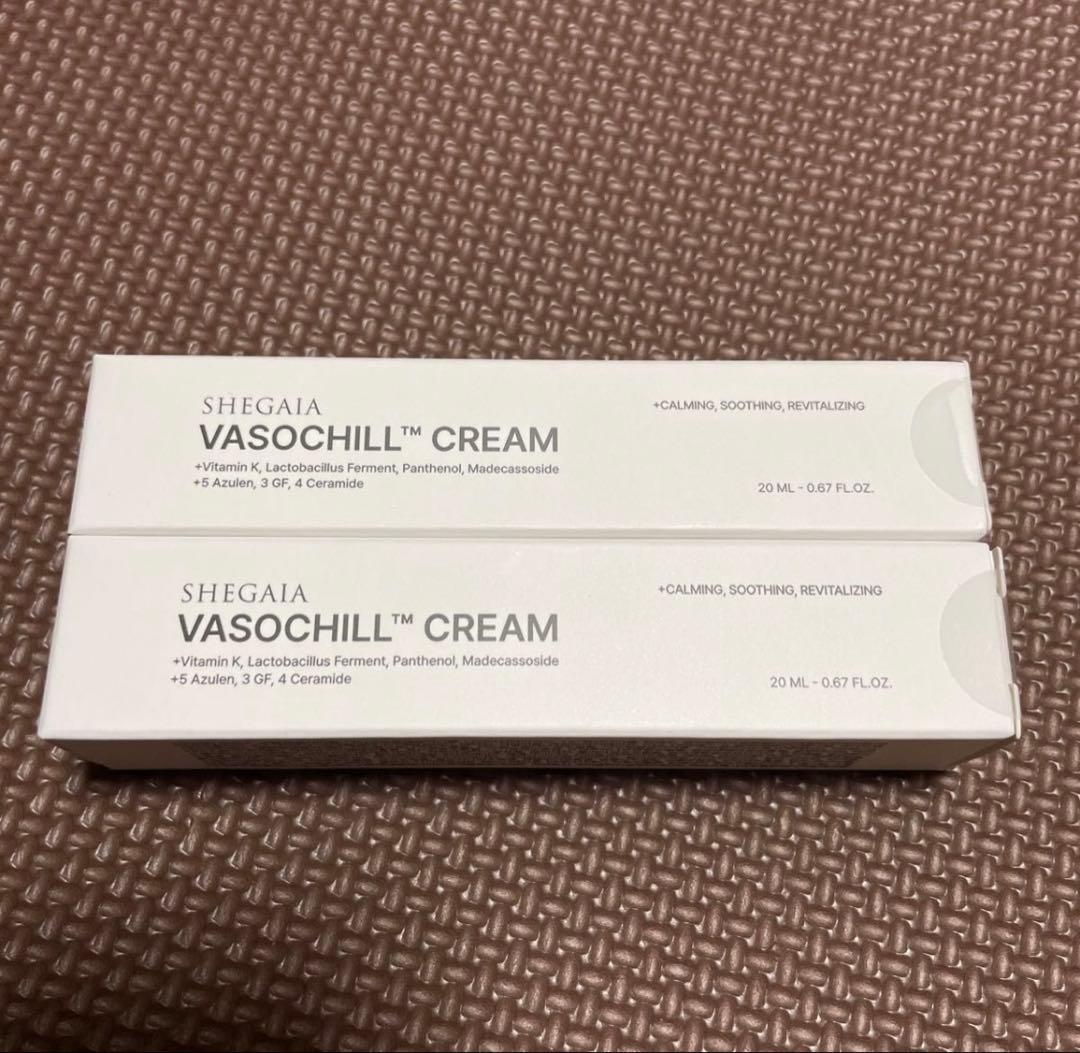 SHEGAIA
VASOCHILL™ CREAM
+Vitamin K, Lactobacillus Ferment, Panthenol, Madecassoside
+5 Azulen, 3 GF, 4 Ceramide
+CALMING, SOOTHING, REVITALIZING
20 ML - 0.67 FL.OZ.
SHEGAIA
VASOCHILL™ CREAM
+Vitamin K, Lactobacillus Ferment, Panthenol, Madecassoside
+5 Azulen, 3 GF, 4 Ceramide
+CALMING, SOOTHING, REVITALIZING
20 ML - 0.67 FL.OZ.